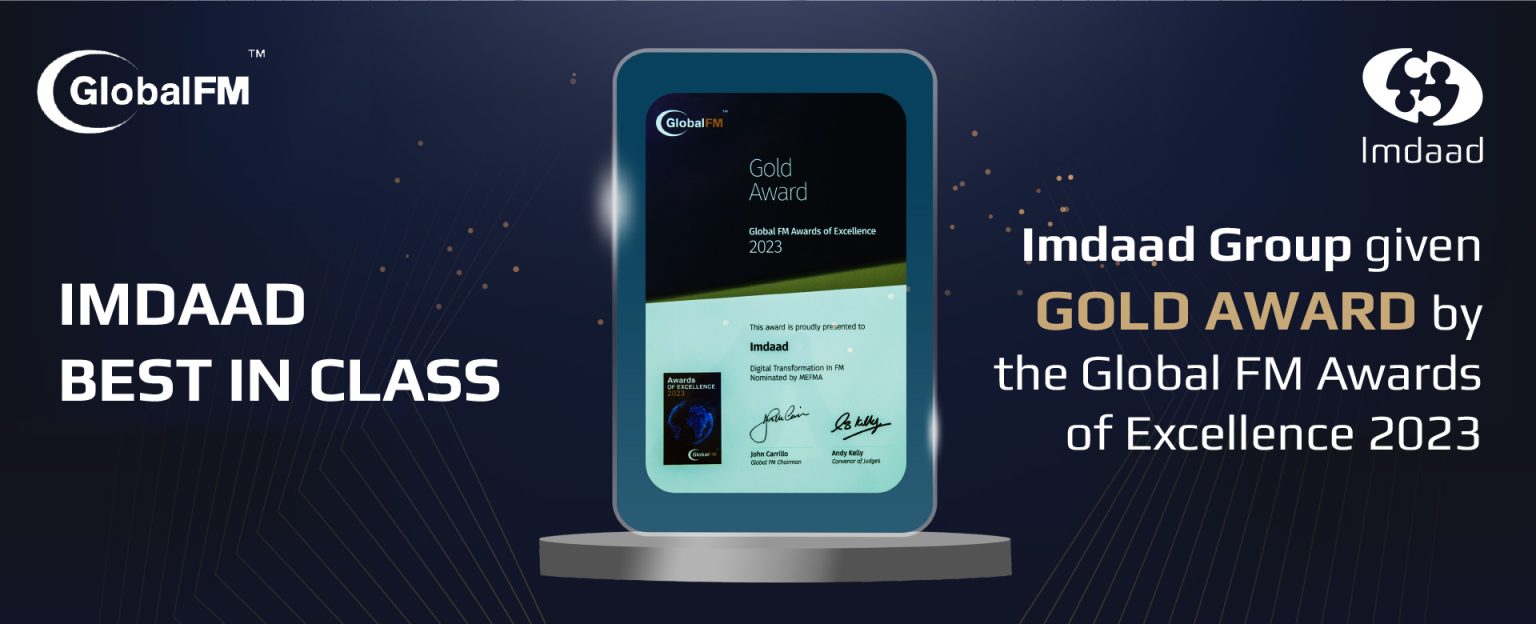 GlobalFM™
IMDAAD
BEST IN CLASS
GlobalFM™
Gold
Award
Global FM Awards of Excellence
2023
This award is proudly presented to
Imdaad
Digital Transformation In FM
Nominated by MEFMA
Awards
OF EXCELLENCE
2023
GlobalFM
John Carrillo
Global FM Chairman
Andy Kelly
Convenor of Judges
Imdaad
Imdaad Group given
GOLD AWARD by
the Global FM Awards
of Excellence 2023